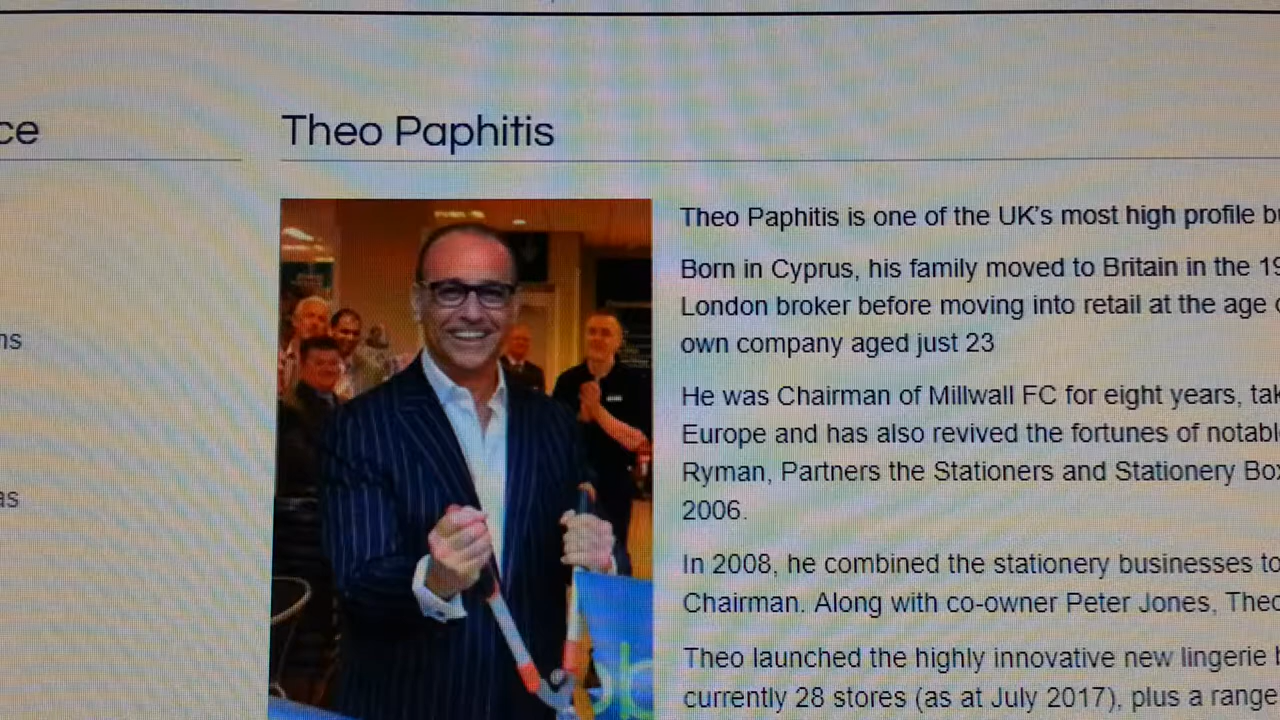 ce
Theo Paphitis
Theo Paphitis is one of the UK's most high profile
Born in Cyprus, his family moved to Britain in the
London broker before moving into retail at the age
own company aged just 23
ns
He was Chairman of Millwall FC for eight years,
Europe and has also revived the fortunes of
Ryman, Partners the Stationers and Stationery
as
2006.
In 2008, he combined the stationery businesses to
Chairman. Along with co-owner Peter Jones,
Theo launched the highly innovative new lingerie
currently 28 stores (as at July 2017), plus a range